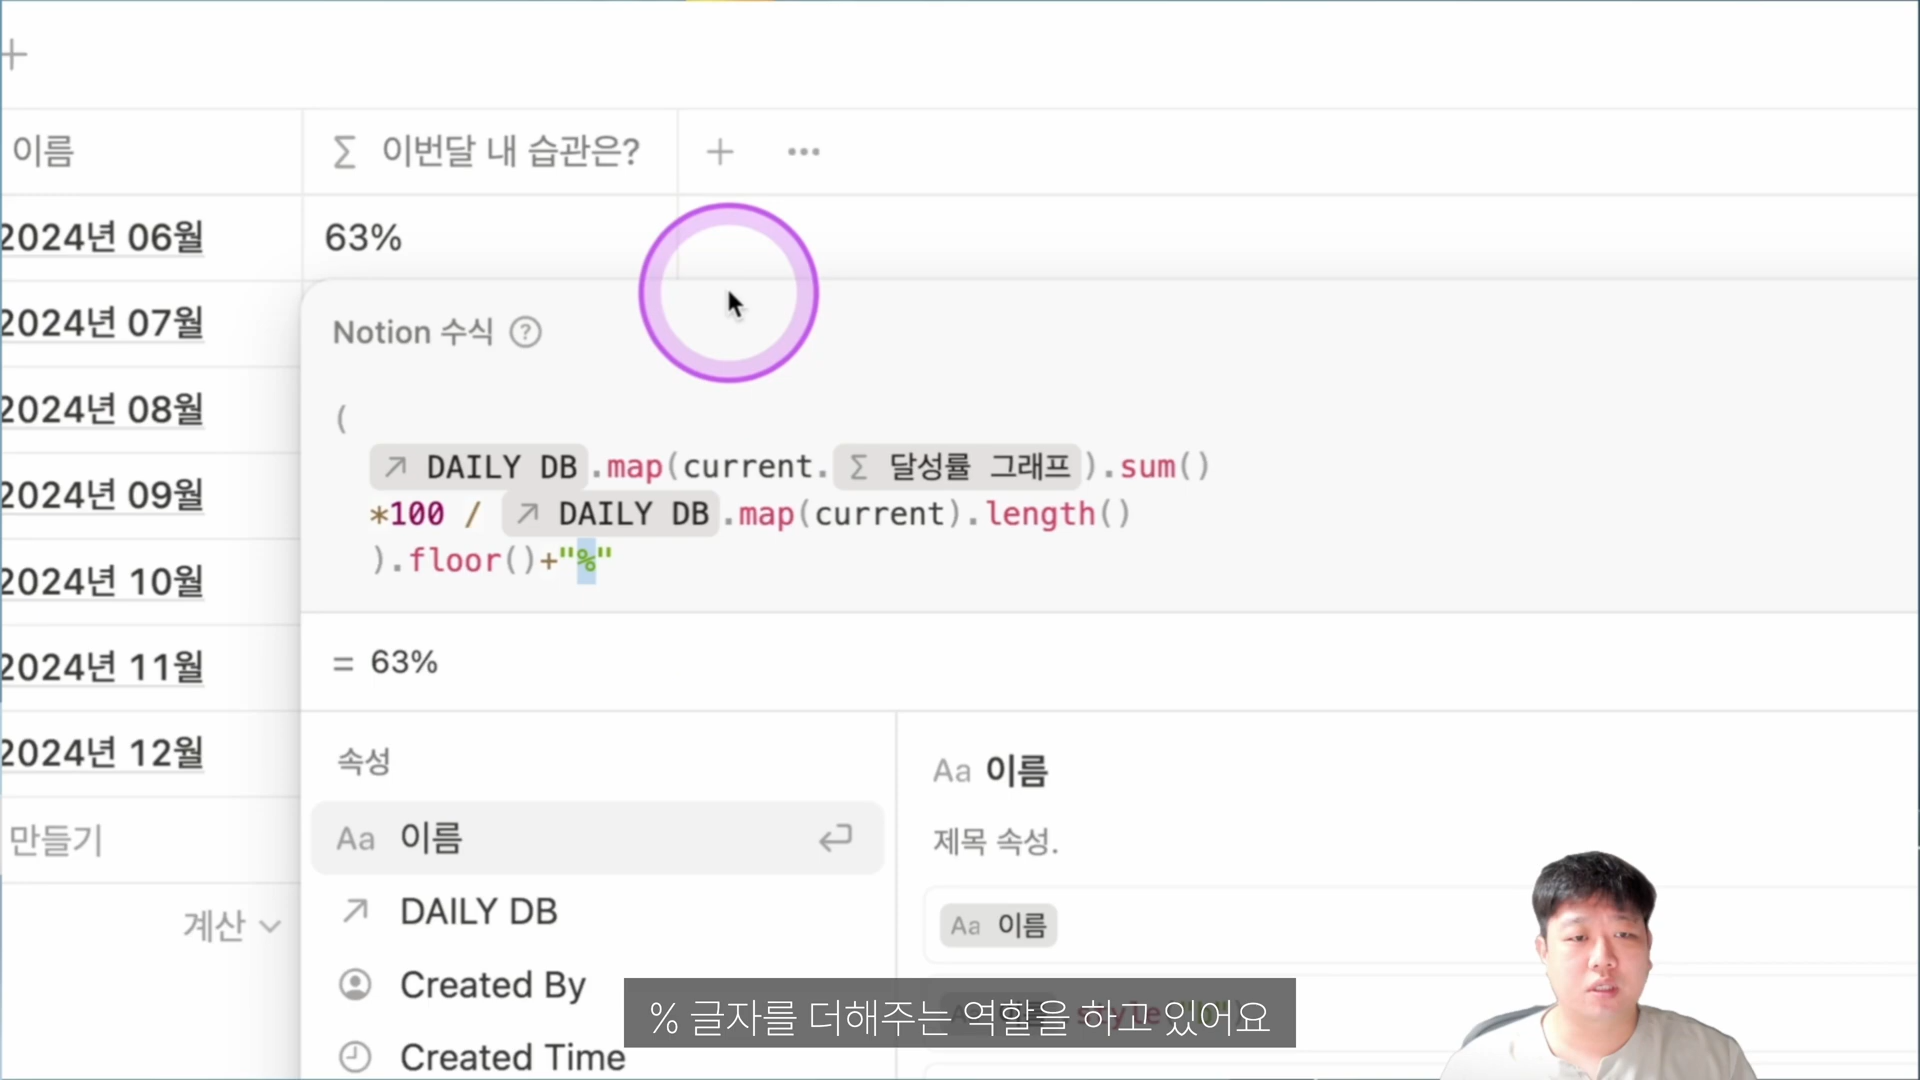 이름
Σ 이번달 내 습관은?
2024년 06월
63%
2024년 07월
2024년 08월
2024년 09월
2024년 10월
2024년 11월
2024년 12월
만들기
계산
Notion 수식 ?
(
↗ DAILY DB.map(current.Σ 달성률 그래프).sum()
*100 / ↗ DAILY DB.map(current).length()
).floor()+"%"
= 63%
속성
Aa 이름
DAILY DB
Created By
Created Time
Aa 이름
제목 속성.
Aa 이름
% 글자를 더해주는 역할을 하고 있어요